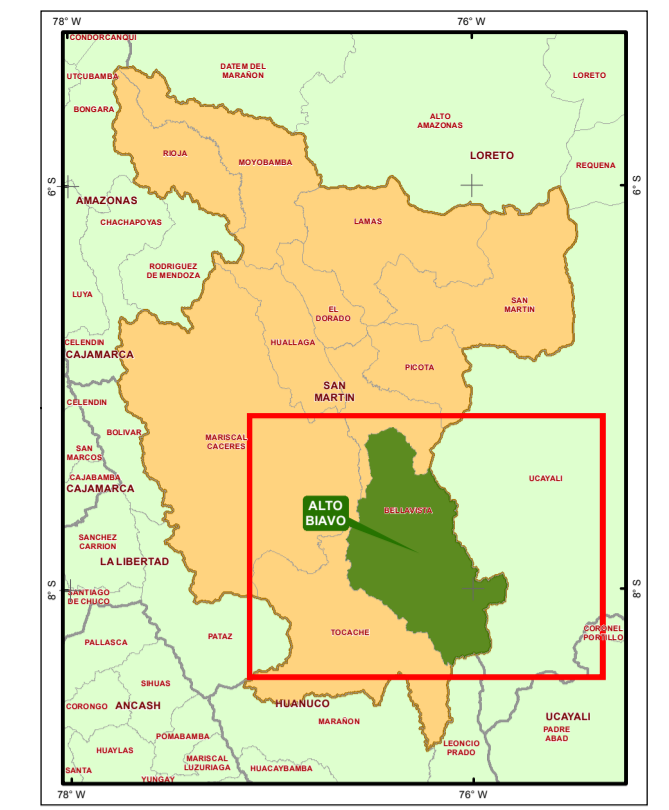 78° W
76° W
CONDORCANQUI
DATEM DEL
MARAÑON
UTCUBAMBA
LORETO
BONGARA
ALTO
AMAZONAS
RIOJA
MOYOBAMBA
LORETO
REQUENA
6° S
6° S
AMAZONAS
CHACHAPOYAS
LAMAS
RODRIGUEZ
DE MENDOZA
LUYA
SAN
MARTIN
EL
DORADO
CELENDIN
CAJAMARCA
HUALLAGA
PICOTA
SAN
MARTIN
CELENDIN
BOLIVAR
MARISCAL
CACERES
SAN
MARCOS
CAJABAMBA
CAJAMARCA
UCAYALI
ALTO
BIAVO
BELLAVISTA
SANCHEZ
CARRION
LA LIBERTAD
8° S
8° S
SANTIAGO
DE CHUCO
PALLASCA
PATAZ
TOCACHE
CORONEL
PORTILLO
SIHUAS
CORONGO
ANCASH
HUANUCO
MARAÑON
UCAYALI
PADRE
ABAD
POMABAMBA
HUAYLAS
MARISCAL
LUZURIAGA
HUACAYBAMBA
LEONCIO
PRADO
SANTA
YUNGAY
78° W
76° W